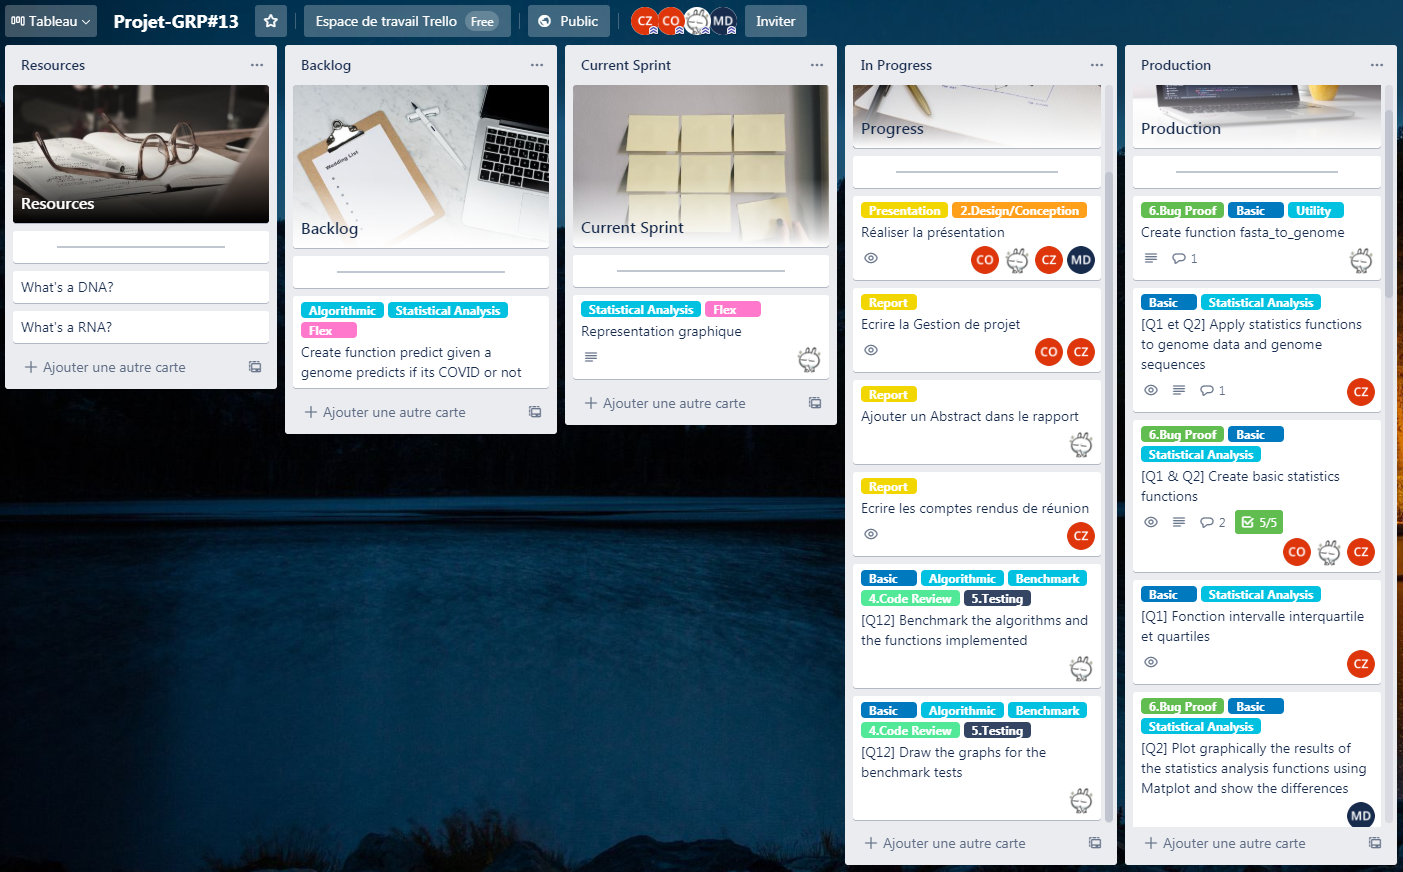 Tableau
Projet-GRP#13
Espace de travail Trello Free
Public
CZ CO MD
Inviter
Resources
Resources
What's a DNA?
What's a RNA?
Ajouter une autre carte
Backlog
Wedding List
Backlog
Algorithmic Statistical Analysis
Flex
Create function predict given a
genome predicts if its COVID or not
Ajouter une autre carte
Current Sprint
Current Sprint
Statistical Analysis Flex
Representation graphique
Ajouter une autre carte
In Progress
Progress
Presentation 2.Design/Conception
Réaliser la présentation
CO CZ MD
Report
Ecrire la Gestion de projet
CO CZ
Report
Ajouter un Abstract dans le rapport
Report
Ecrire les comptes rendus de réunion
CZ
Basic Algorithmic Benchmark
4.Code Review 5.Testing
[Q12] Benchmark the algorithms and
the functions implemented
Basic Algorithmic Benchmark
4.Code Review 5.Testing
[Q12] Draw the graphs for the
benchmark tests
Ajouter une autre carte
Production
Production
6.Bug Proof Basic Utility
Create function fasta_to_genome
1
Basic Statistical Analysis
[Q1 et Q2] Apply statistics functions
to genome data and genome
sequences
1
CZ
6.Bug Proof Basic
Statistical Analysis
[Q1 & Q2] Create basic statistics
functions
2 5/5
CO CZ
Basic Statistical Analysis
[Q1] Fonction intervalle interquartile
et quartiles
CZ
6.Bug Proof Basic
Statistical Analysis
[Q2] Plot graphically the results of
the statistics analysis functions using
Matplot and show the differences
MD
Ajouter une autre carte